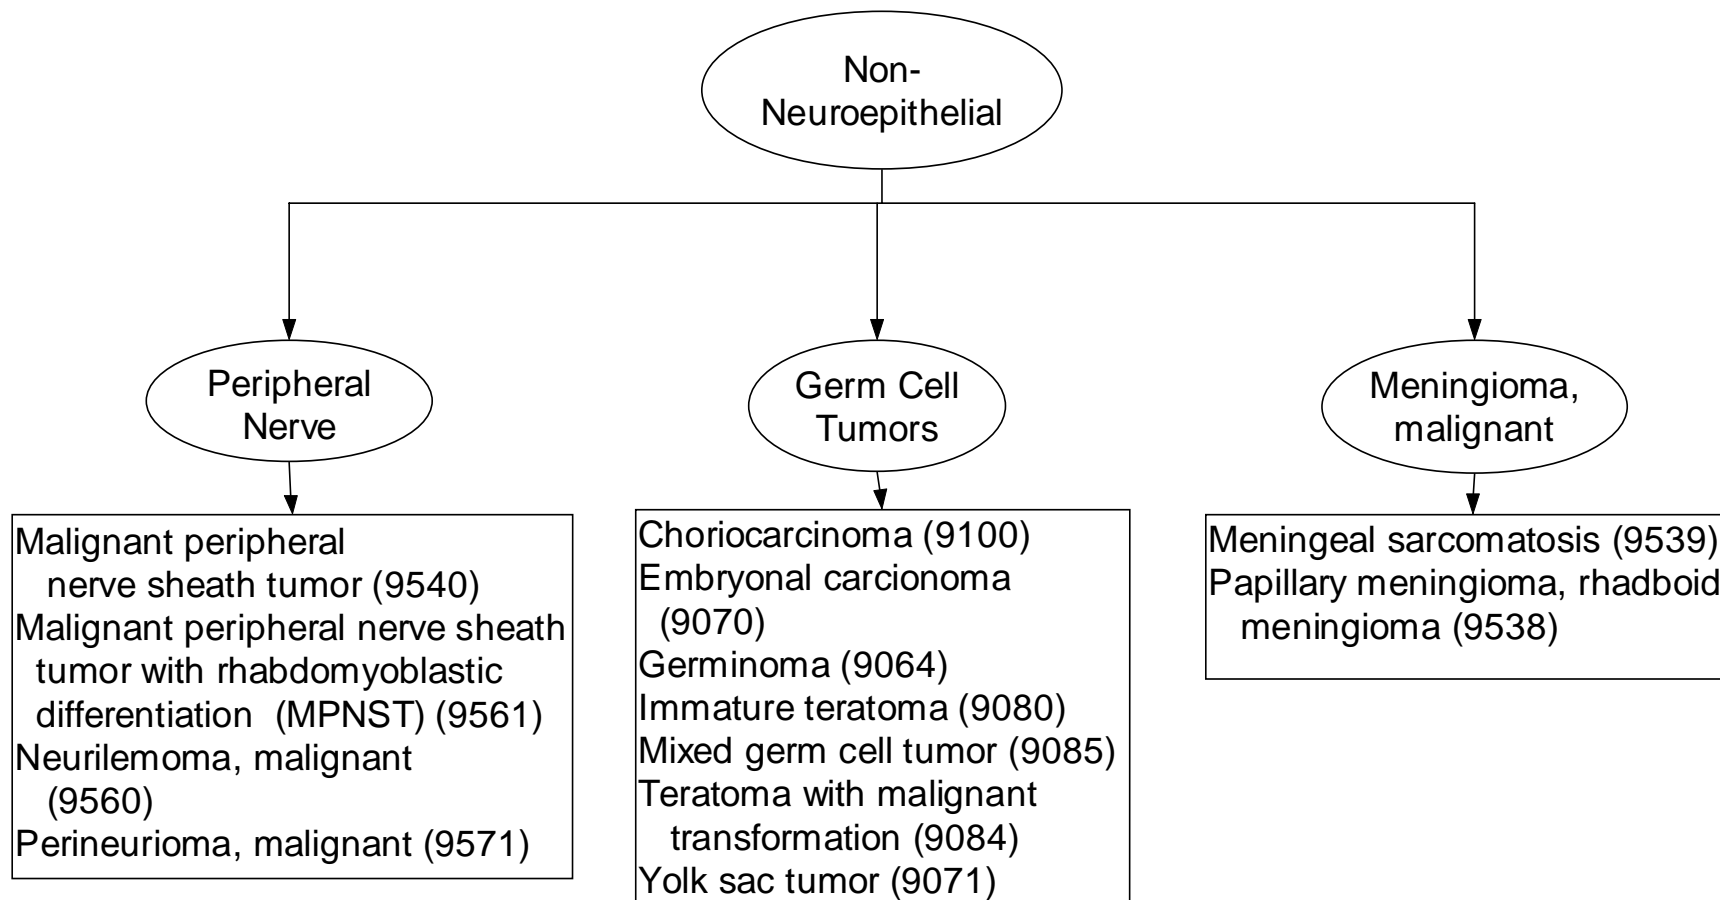 Non-
Neuroepithelial
Peripheral
Nerve
Germ Cell
Tumors
Meningioma,
malignant
Malignant peripheral
nerve sheath tumor (9540)
Malignant peripheral nerve sheath
tumor with rhabdomyoblastic
differentiation  (MPNST) (9561)
Neurilemoma, malignant
(9560)
Perineurioma, malignant (9571)
Choriocarcinoma (9100)
Embryonal carcionoma
(9070)
Germinoma (9064)
Immature teratoma (9080)
Mixed germ cell tumor (9085)
Teratoma with malignant
transformation (9084)
Yolk sac tumor (9071)
Meningeal sarcomatosis (9539)
Papillary meningioma, rhadboid
meningioma (9538)